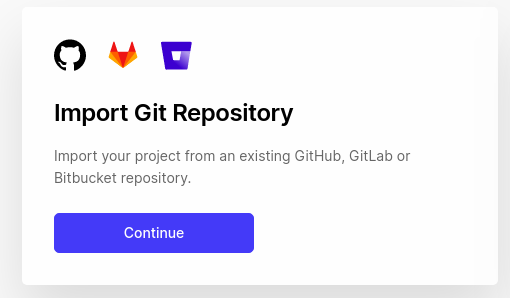 Import Git Repository
Import your project from an existing GitHub, GitLab or
Bitbucket repository.
Continue